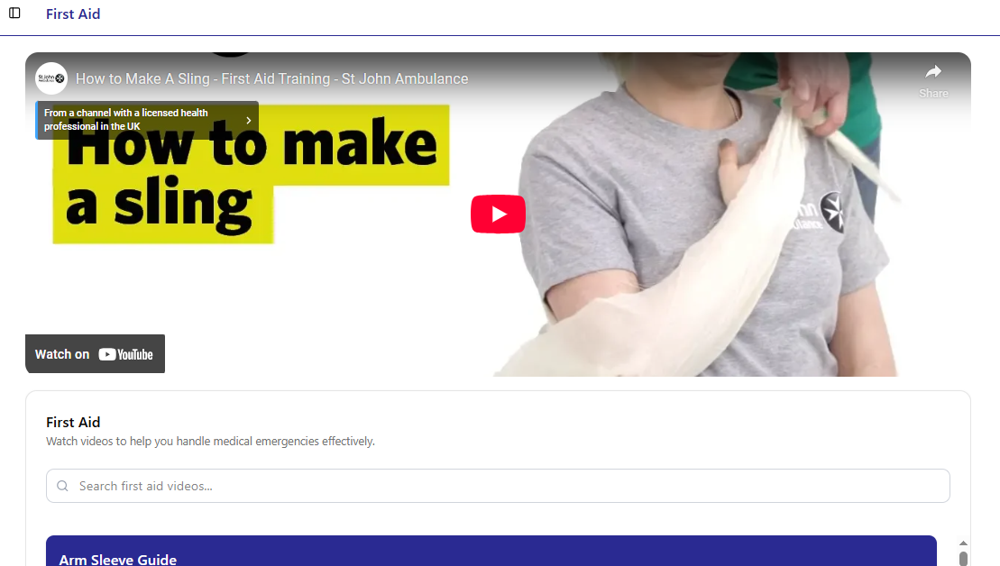 First Aid
How to Make A Sling - First Aid Training - St John Ambulance
Share
From a channel with a licensed health
professional in the UK
How to make
a sling
Watch on YouTube
First Aid
Watch videos to help you handle medical emergencies effectively.
Search first aid videos...
Arm Sleeve Guide